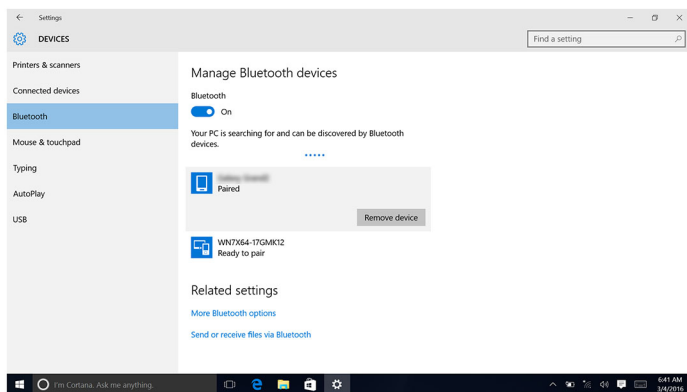 Settings
DEVICES
Find a setting
Printers & scanners
Connected devices
Bluetooth
Mouse & touchpad
Typing
AutoPlay
USB
Manage Bluetooth devices
Bluetooth
On
Your PC is searching for and can be discovered by Bluetooth
devices.
Paired
Remove device
WN7X64-17GMK12
Ready to pair
Related settings
More Bluetooth options
Send or receive files via Bluetooth
I'm Cortana. Ask me anything.
6:41 AM
3/4/2016